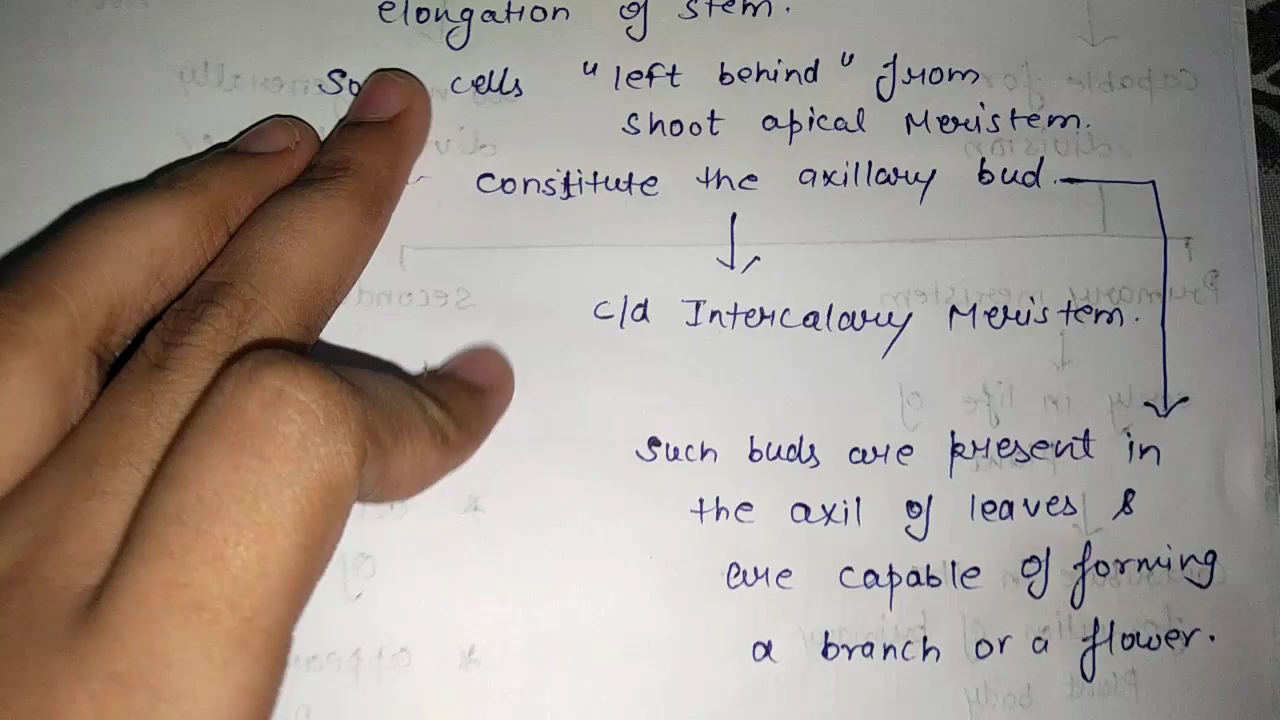 elongation of stem.
cells "left behind" from
shoot apical Meristem.
constitute the axillary bud.
c/d Intercalary Meristem.
Such buds are present in
the axil of leaves &
are capable of forming
a branch or a flower.